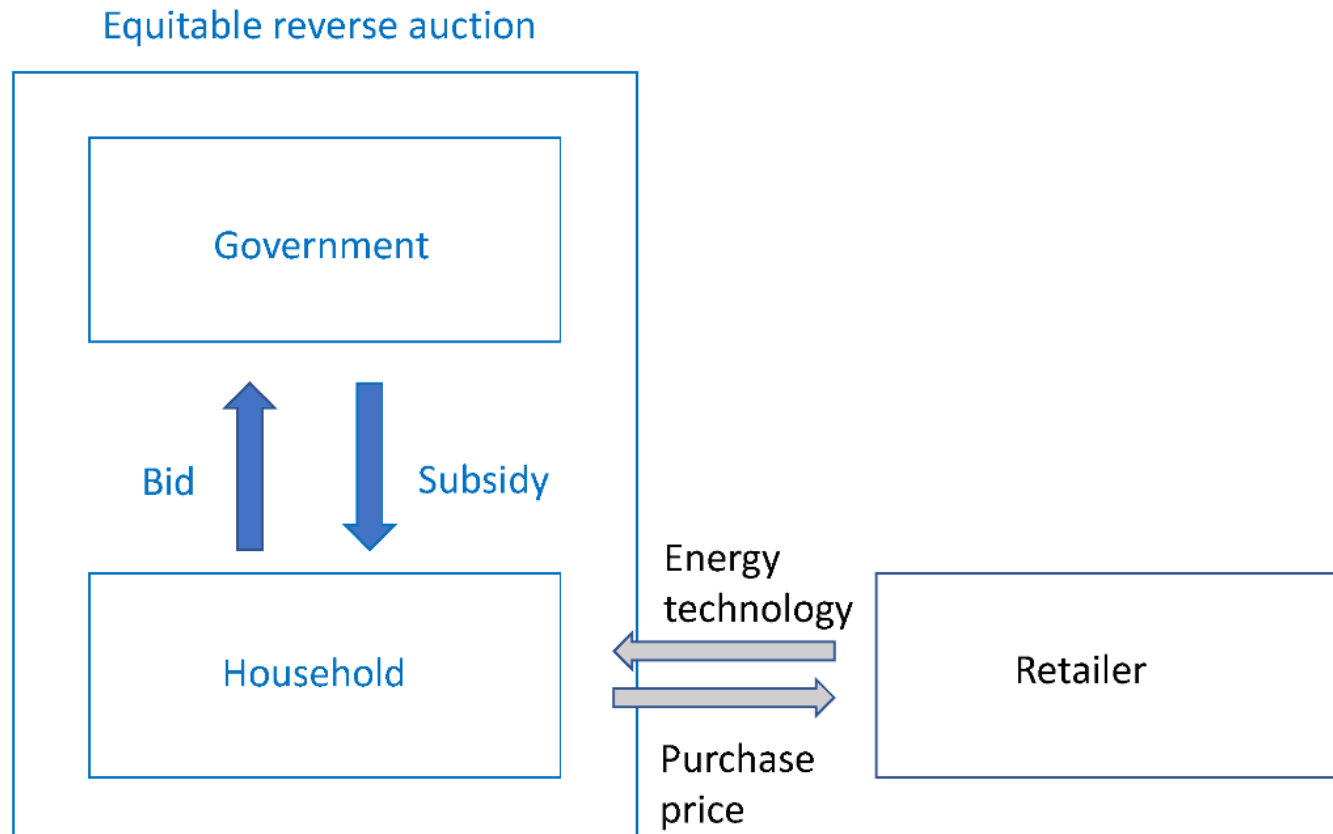 Equitable reverse auction
Government
Bid
Subsidy
Household
Energy
technology
Purchase
price
Retailer